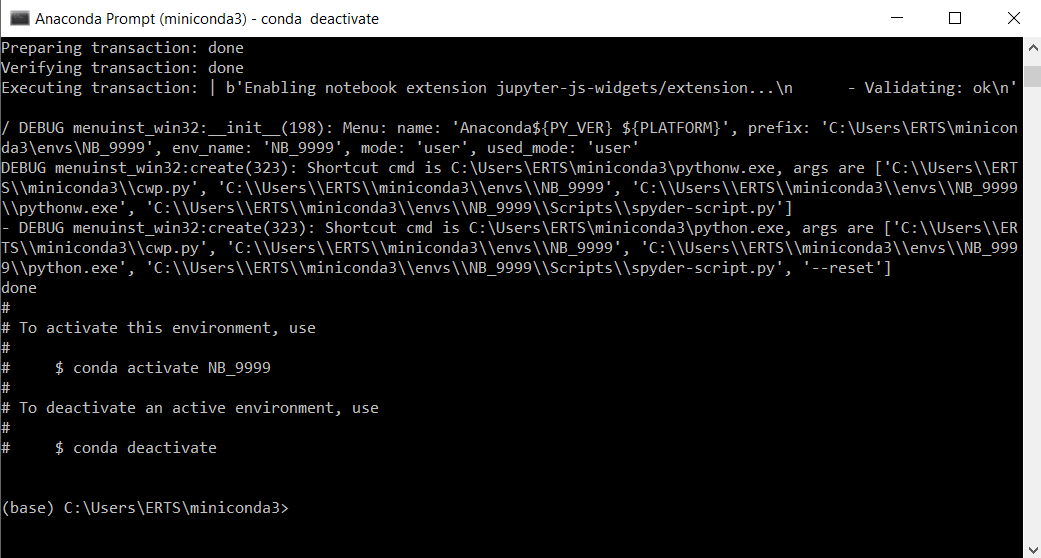 Anaconda Prompt (miniconda3) - conda  deactivate
Preparing transaction: done
Verifying transaction: done
Executing transaction: | b'Enabling notebook extension jupyter-js-widgets/extension...\n      - Validating: ok\n'
/ DEBUG menuinst_win32:__init__(198): Menu: name: 'Anaconda${PY_VER} ${PLATFORM}', prefix: 'C:\Users\ERTS\minicon
da3\envs\NB_9999', env_name: 'NB_9999', mode: 'user', used_mode: 'user'
DEBUG menuinst_win32:create(323): Shortcut cmd is C:\Users\ERTS\miniconda3\pythonw.exe, args are ['C:\\Users\\ERT
S\\miniconda3\\cwp.py', 'C:\\Users\\ERTS\\miniconda3\\envs\\NB_9999', 'C:\\Users\\ERTS\\miniconda3\\envs\\NB_9999
\\pythonw.exe', 'C:\\Users\\ERTS\\miniconda3\\envs\\NB_9999\\Scripts\\spyder-script.py']
- DEBUG menuinst_win32:create(323): Shortcut cmd is C:\Users\ERTS\miniconda3\python.exe, args are ['C:\\Users\\ER
TS\\miniconda3\\cwp.py', 'C:\\Users\\ERTS\\miniconda3\\envs\\NB_9999', 'C:\\Users\\ERTS\\miniconda3\\envs\\NB_999
9\\python.exe', 'C:\\Users\\ERTS\\miniconda3\\envs\\NB_9999\\Scripts\\spyder-script.py', '--reset']
done
#
# To activate this environment, use
#
#     $ conda activate NB_9999
#
# To deactivate an active environment, use
#
#     $ conda deactivate
(base) C:\Users\ERTS\miniconda3>